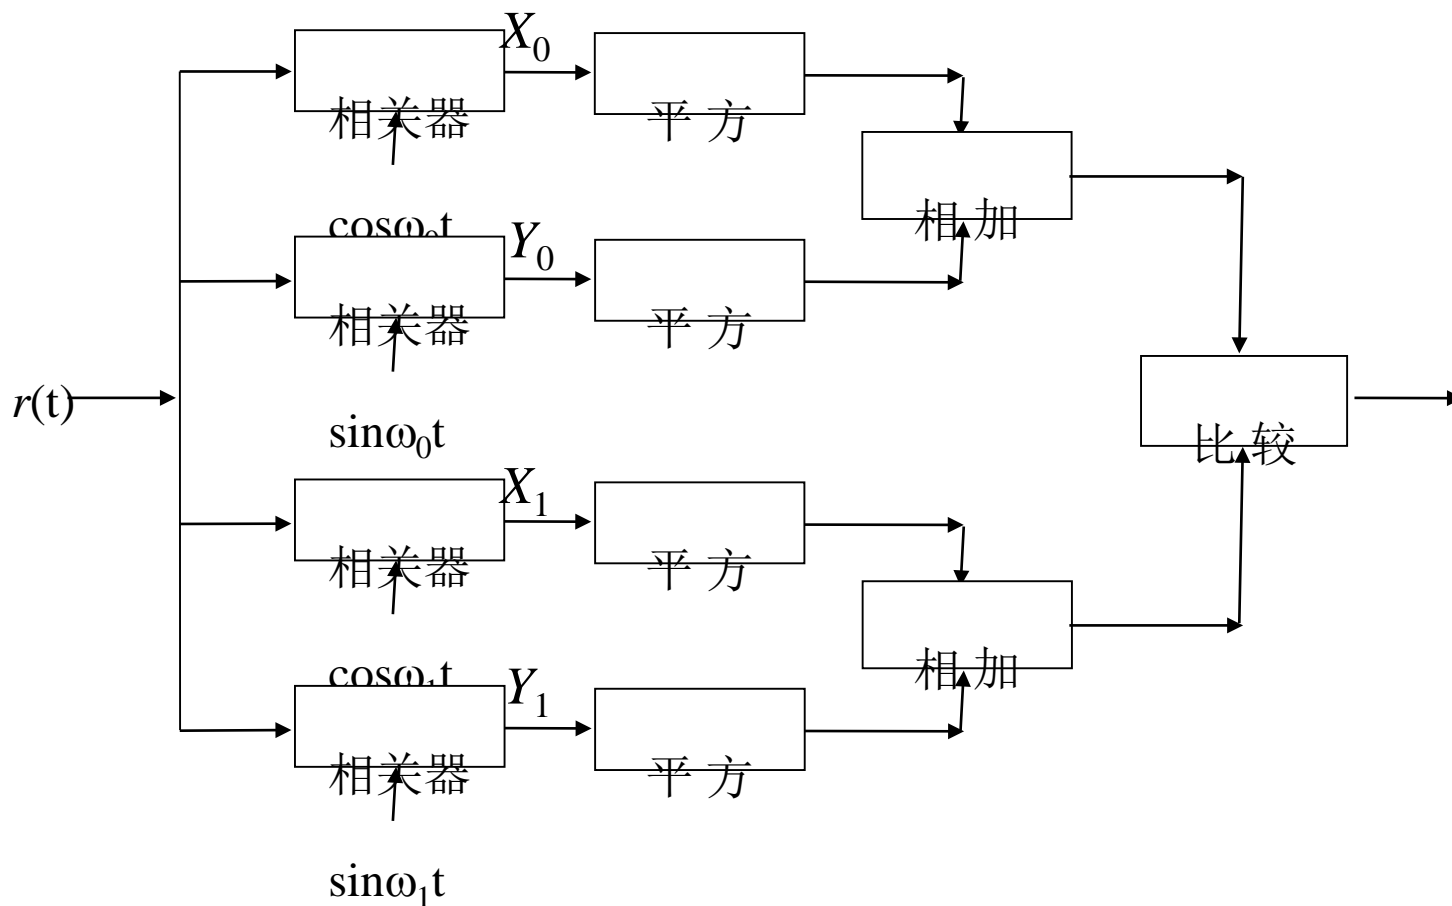 X₀
相关器
平方
cosω₀t
相加
Y₀
相关器
平方
r(t)
sinω₀t
比较
X₁
相关器
平方
cosω₁t
相加
Y₁
相关器
平方
sinω₁t